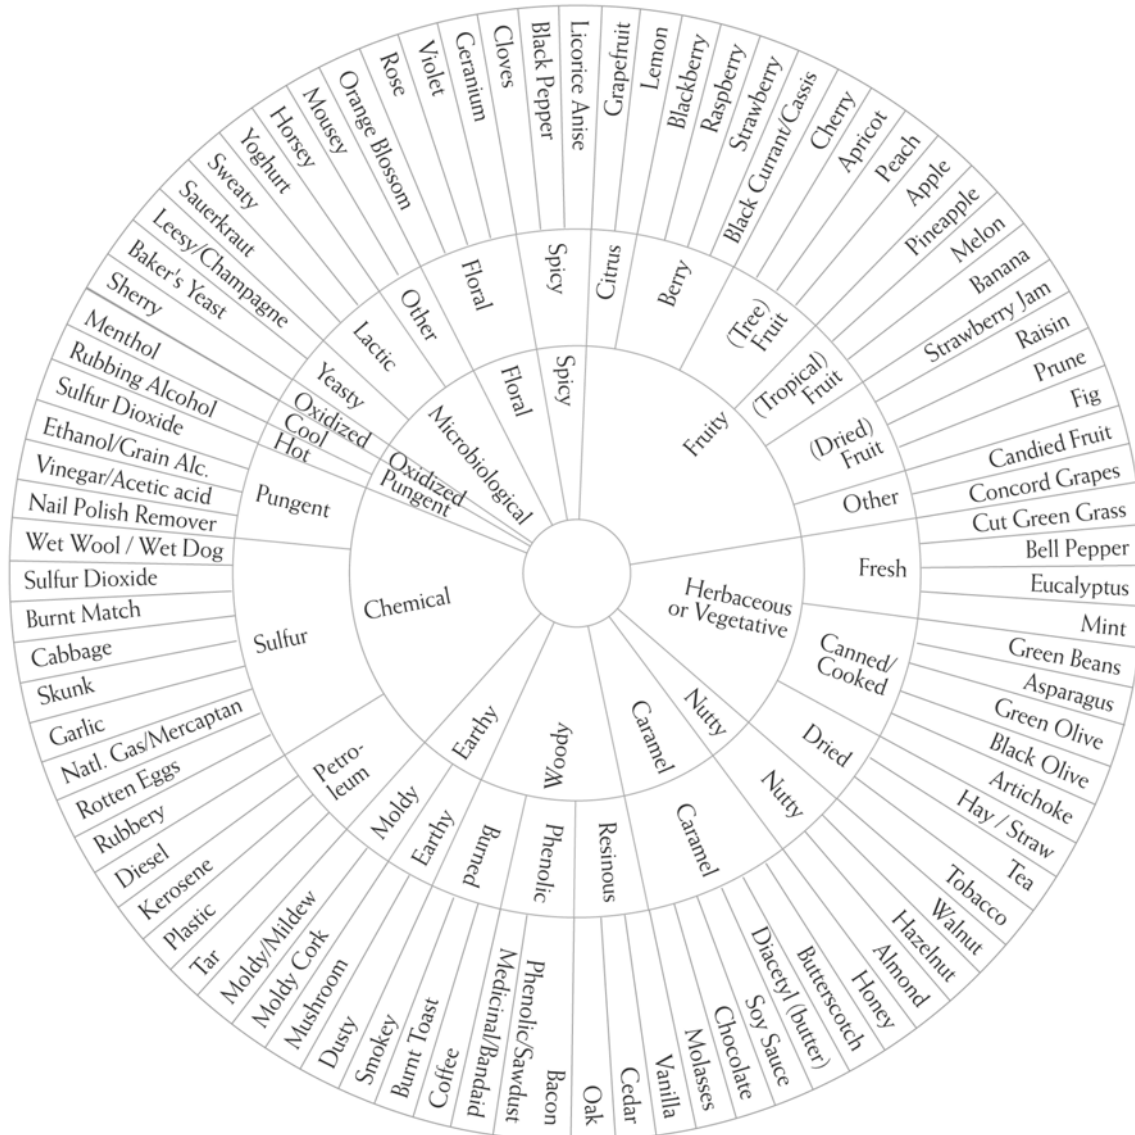 Fruity
Citrus
Grapefruit
Lemon
Berry
Blackberry
Raspberry
Strawberry
Black Currant/Cassis
(Tree)
Fruit
Cherry
Apricot
Peach
Apple
(Tropical)
Fruit
Pineapple
Melon
Banana
(Dried)
Fruit
Strawberry Jam
Raisin
Prune
Fig
Other
Candied Fruit
Concord Grapes
Herbaceous
or Vegetative
Fresh
Cut Green Grass
Bell Pepper
Eucalyptus
Mint
Canned/
Cooked
Green Beans
Asparagus
Green Olive
Black Olive
Artichoke
Dried
Hay / Straw
Tea
Tobacco
Nutty
Nutty
Walnut
Hazelnut
Almond
Caramel
Caramel
Honey
Butterscotch
Diacetyl (butter)
Soy Sauce
Chocolate
Molasses
Woody
Resinous
Vanilla
Cedar
Oak
Phenolic
Bacon
Phenolic/Sawdust
Medicinal/Bandaid
Burned
Coffee
Burnt Toast
Smokey
Earthy
Earthy
Dusty
Mushroom
Moldy
Moldy Cork
Moldy/Mildew
Chemical
Petro-
leum
Tar
Plastic
Kerosene
Diesel
Sulfur
Rubbery
Rotten Eggs
Natl. Gas/Mercaptan
Garlic
Skunk
Cabbage
Burnt Match
Sulfur Dioxide
Wet Wool / Wet Dog
Pungent
Nail Polish Remover
Vinegar/Acetic acid
Ethanol/Grain Alc.
Sulfur Dioxide
Pungent
Hot
Rubbing Alcohol
Cool
Menthol
Oxidized
Oxidized
Sherry
Microbiological
Yeasty
Baker's Yeast
Leesy/Champagne
Lactic
Sauerkraut
Sweaty
Yoghurt
Other
Horsey
Mousey
Floral
Floral
Orange Blossom
Rose
Violet
Geranium
Spicy
Spicy
Cloves
Black Pepper
Licorice Anise